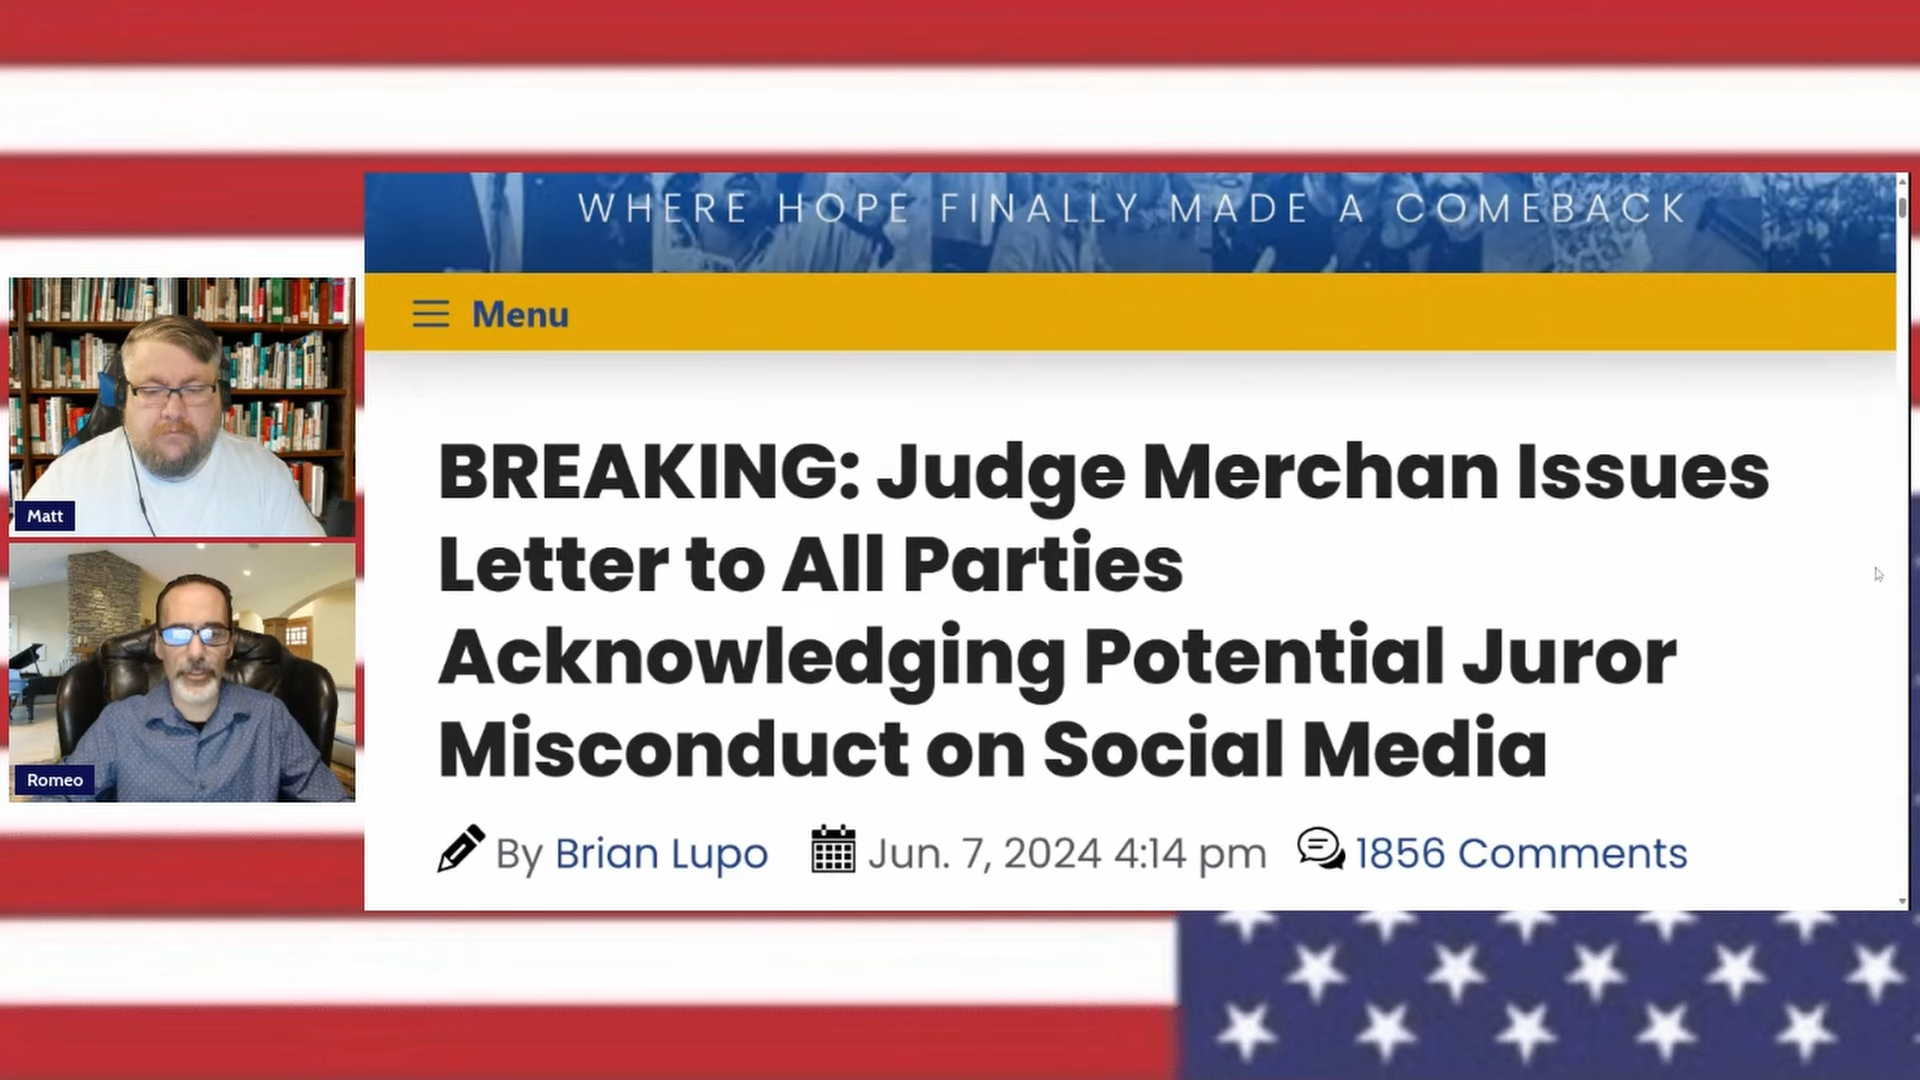 WHERE HOPE FINALLY MADE A COMEBACK
Menu
BREAKING: Judge Merchan Issues
Letter to All Parties
Acknowledging Potential Juror
Misconduct on Social Media
By Brian Lupo Jun. 7, 2024 4:14 pm 1856 Comments
Matt
Romeo